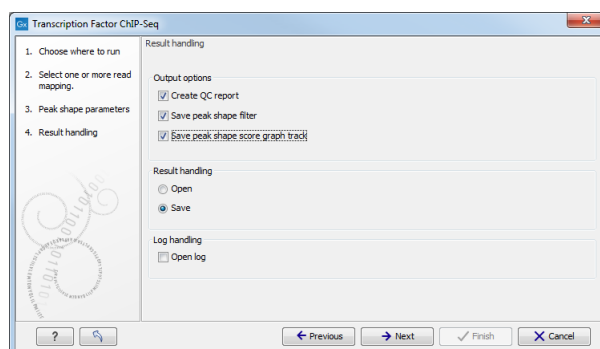 Gx Transcription Factor ChIP-Seq
1. Choose where to run
2. Select one or more read
mapping.
3. Peak shape parameters
4. Result handling
Result handling
Output options
Create QC report
Save peak shape filter
Save peak shape score graph track
Result handling
Open
Save
Log handling
Open log
?
Previous
Next
Finish
Cancel